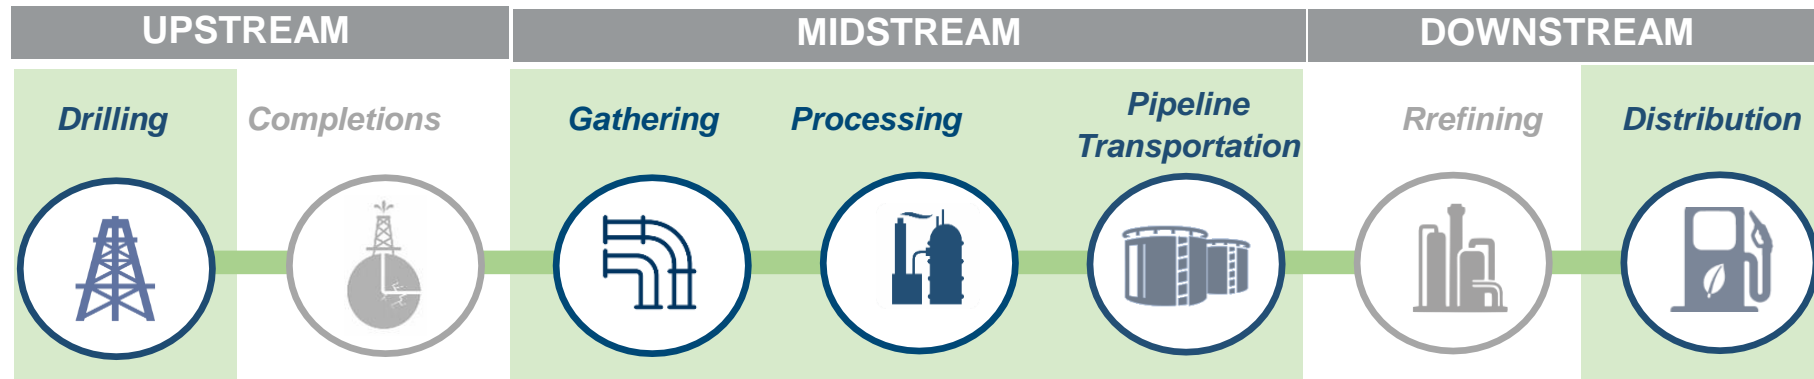 UPSTREAM
MIDSTREAM
DOWNSTREAM
Drilling
Completions
Gathering
Processing
Pipeline
Transportation
Rrefining
Distribution